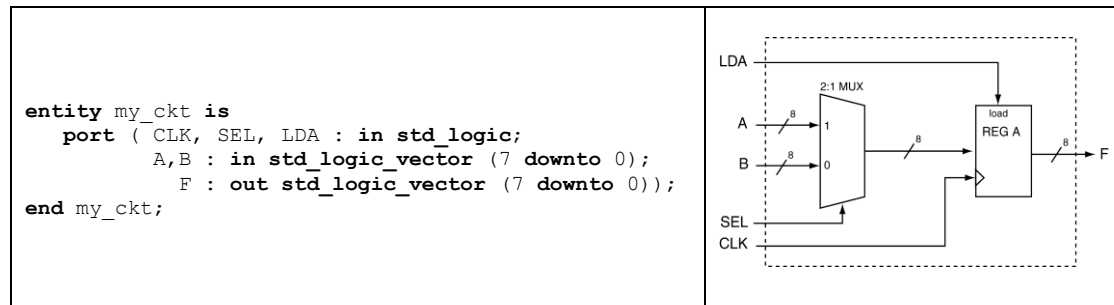 entity my_ckt is
port ( CLK, SEL, LDA : in std_logic;
A,B : in std_logic_vector (7 downto 0);
F : out std_logic_vector (7 downto 0));
end my_ckt;
LDA
2:1 MUX
load
REG A
A
8
1
8
8
F
B
8
0
SEL
CLK